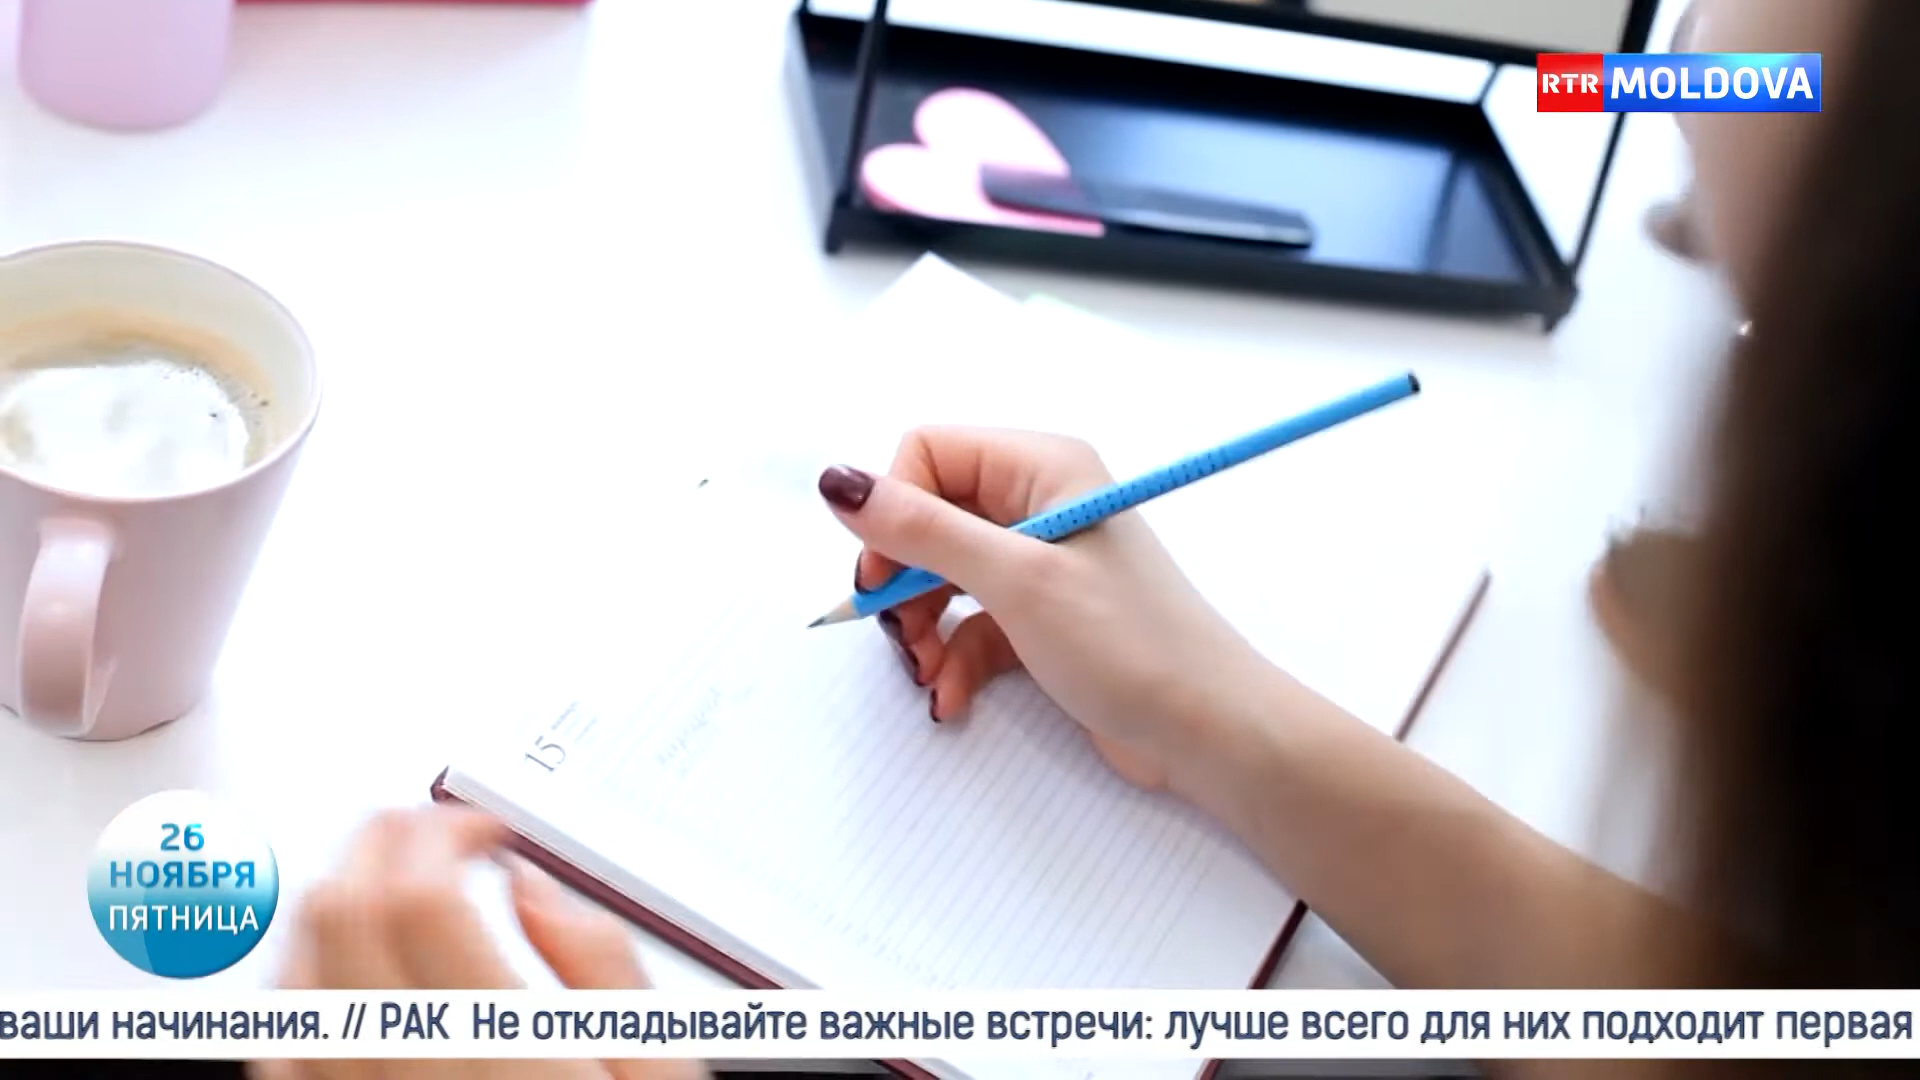 RTR MOLDOVA
15
26
НОЯБРЯ
ПЯТНИЦА
ваши начинания. // РАК Не откладывайте важные встречи: лучше всего для них подходит первая